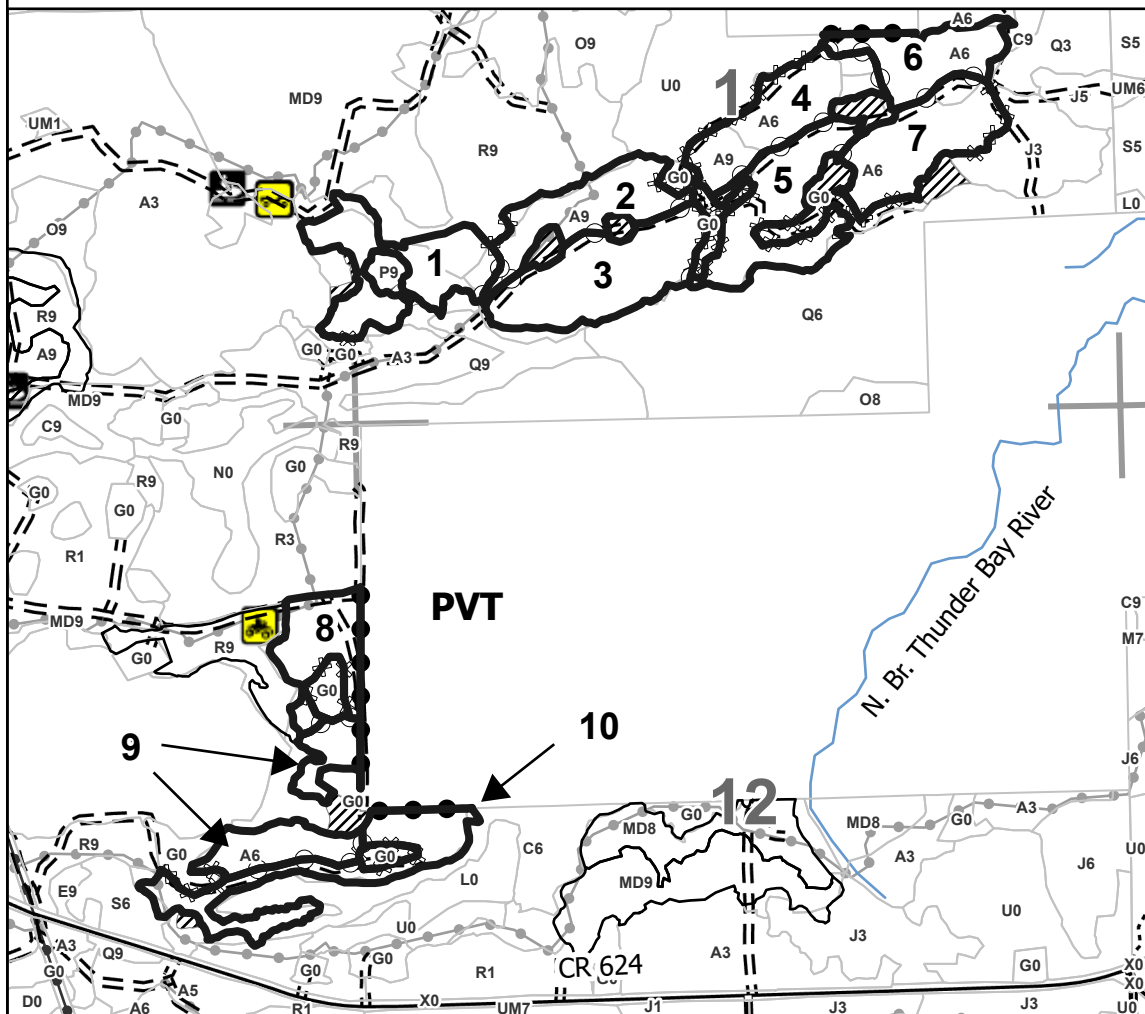 A6
6
C9
Q3
S5
O9
U0
1
A6
MD9
4
J5
UM6
UM1
A6
7
S5
R9
A9
5
A6
J3
A3
2
G0
G0
L0
O9
A9
G0
P9
1
3
R9
Q6
A9
G0
G0
A3
Q9
MD9
O8
C9
G0
R9
N0
G0
R9
G0
G0
R1
R3
N. Br. Thunder Bay River
PVT
C9
M7
MD9
8
R9
G0
G0
9
10
J6
G0
12
R9
G0
A6
G0
C6
MD8
G0
MD8
G0
A3
U0
E9
S6
L0
MD9
A3
J6
U0
A3
Q9
U0
J3
G0
G0
G0
R1
CR 624
A3
G0
X0
X0
D0
A5
A6
R1
X0
UM7
J1
J3
J3
U0